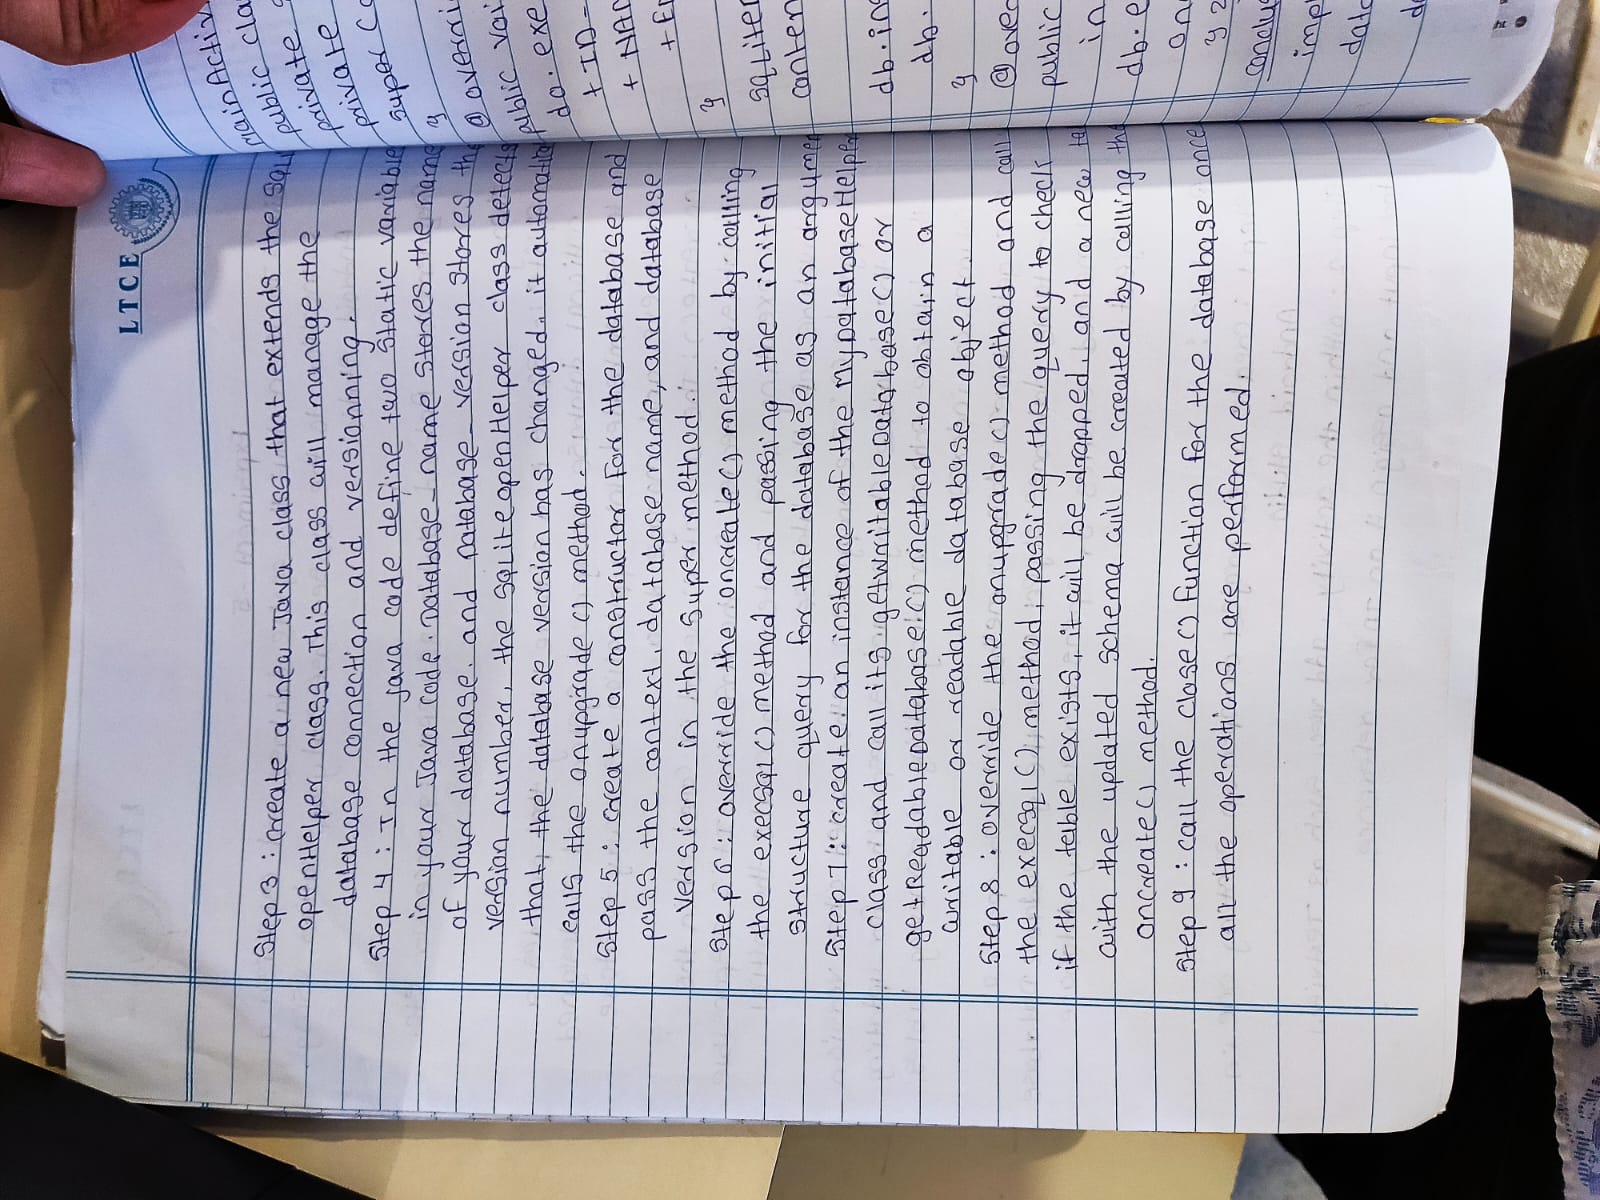 LTCE
Step 3 : create a new Java class that extends the SQLi
openHelper class. This class will manage the
database connection and versionning.
Step 4 : In the java code define two static variable
in your Java code. Database_name stores the name
of your database. and Database_version stores the
version number, the SQLiteopenHelper class detects
that, the database version has changed. it automatica
calls the onupgrade() method.
Step 5 : create a constructor for the database and
pass the context, database name, and database
version in the super method.
Step 6 : override the oncreate() method by calling
the execsql() method and passing the initial
structure query for the database as an argumen
Step 7 : create an instance of the MyDatabaseHelper
class and call its getwritableDatabase() or
getReadableDatabase() method to obtain a
writable or readable database object.
Step 8 : override the onupgrade() method and call
the execsql() method, passing the query to check
if the table exists, it will be dropped, and a new ta
with the updated schema will be created by calling the
oncreate() method.
Step 9 : call the close() function for the database once
all the operations are performed.
mainActiv
public cla
private
private
super Co
}
@overri
public voi
do. exe
+ ID
+ NAM
+ Em
}
SQLiter
conten
db.ins
db.
}
@over
public
in
db.e
on
}
conclus
imp
data